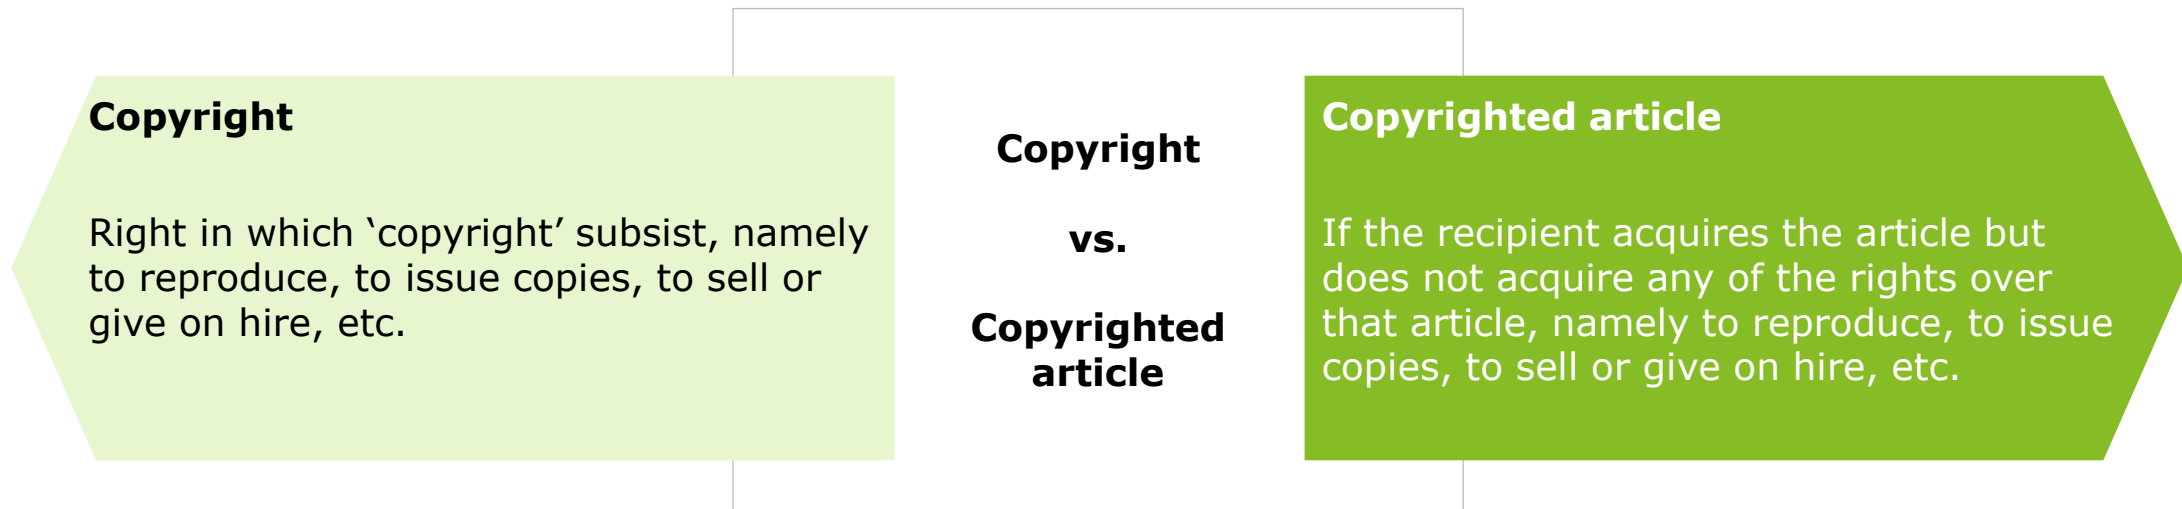 Copyright
Right in which ‘copyright’ subsist, namely
to reproduce, to issue copies, to sell or
give on hire, etc.
Copyright
vs.
Copyrighted
article
Copyrighted article
If the recipient acquires the article but
does not acquire any of the rights over
that article, namely to reproduce, to issue
copies, to sell or give on hire, etc.